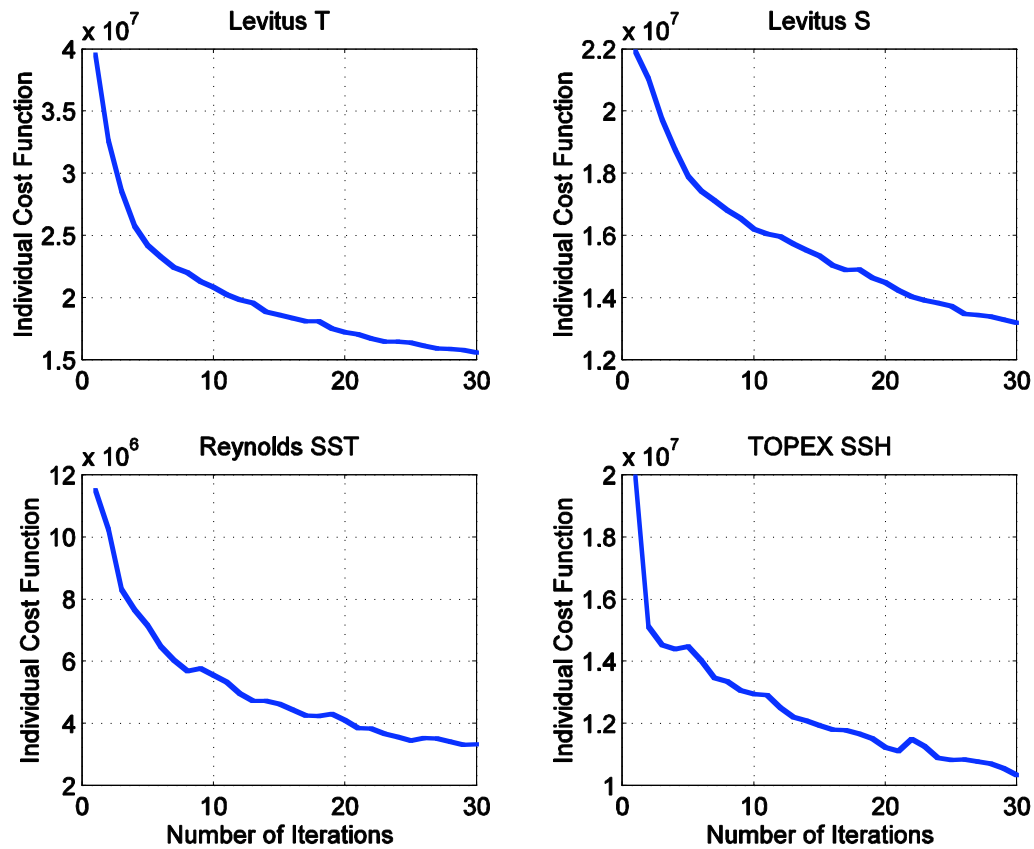 Levitus T
x 10^7
Individual Cost Function
4
3.5
3
2.5
2
1.5
0 10 20 30
Levitus S
x 10^7
Individual Cost Function
2.2
2
1.8
1.6
1.4
1.2
0 10 20 30
Reynolds SST
x 10^6
Individual Cost Function
12
10
8
6
4
2
0 10 20 30
Number of Iterations
TOPEX SSH
x 10^7
Individual Cost Function
2
1.8
1.6
1.4
1.2
1
0 10 20 30
Number of Iterations